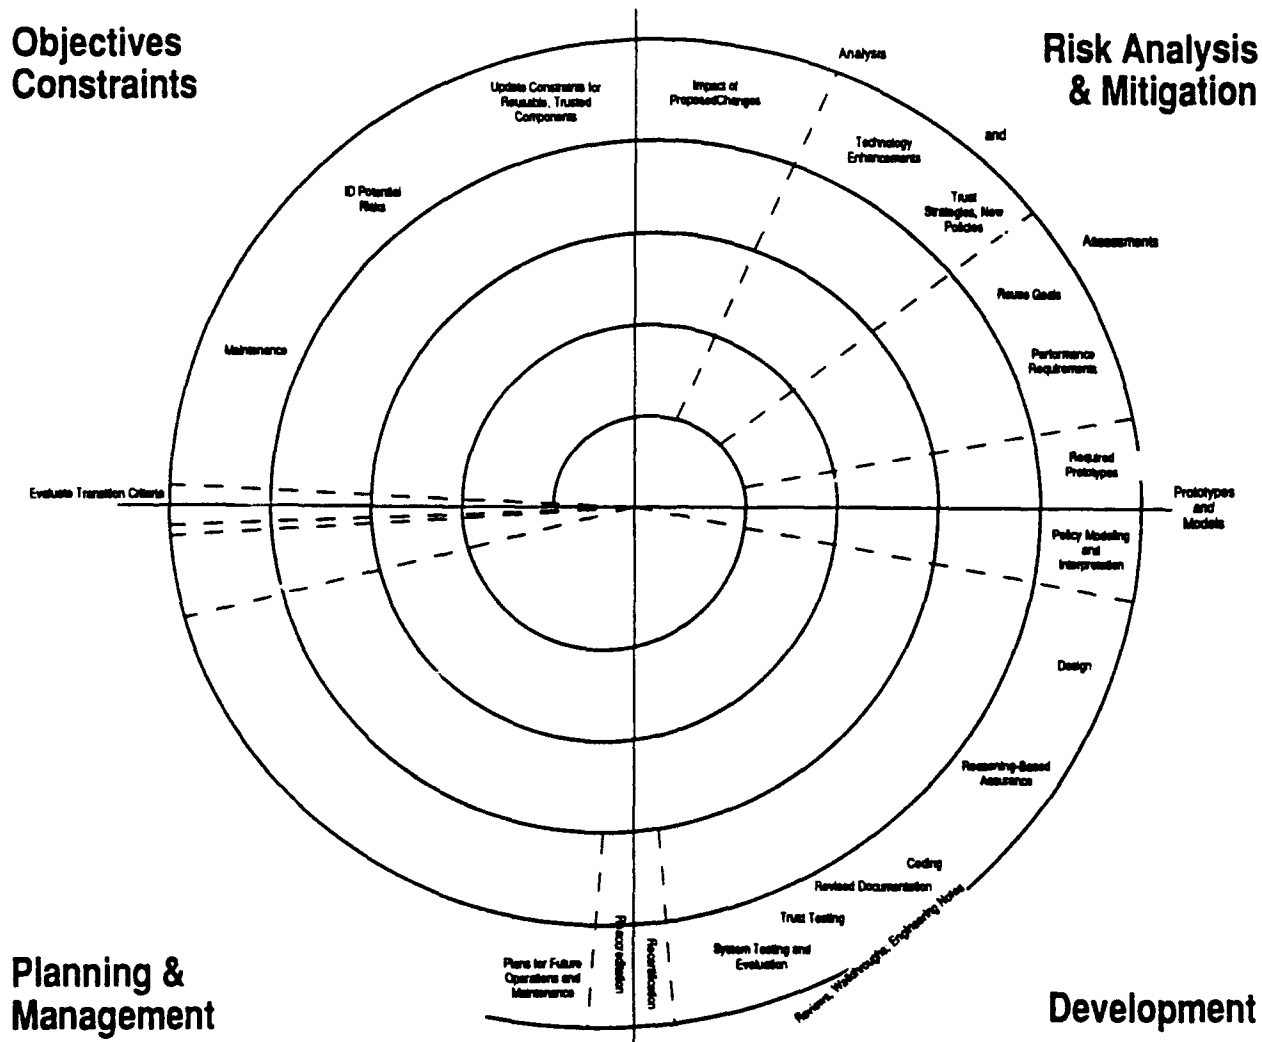 Objectives
Constraints
Risk Analysis
& Mitigation
Update Constraints for
Reusable, Trusted
Components
Impact of
ProposedChanges
Analysis
and
Assessments
Technology
Enhancements
Trust
Strategies, New
Policies
ID Potential
Risks
Reuse Goals
Maintenance
Performance
Requirements
Required
Prototypes
Evaluate Transition Criteria
Prototypes
and
Models
Policy Modeling
and
Interpretation
Design
Reasoning-Based
Assurance
Coding
Revised Documentation
Trust Testing
System Testing and
Evaluation
Reviews, Walkthroughs, Engineering Notes
Recertification
Reaccreditation
Plans for Future
Operations and
Maintenance
Planning &
Management
Development